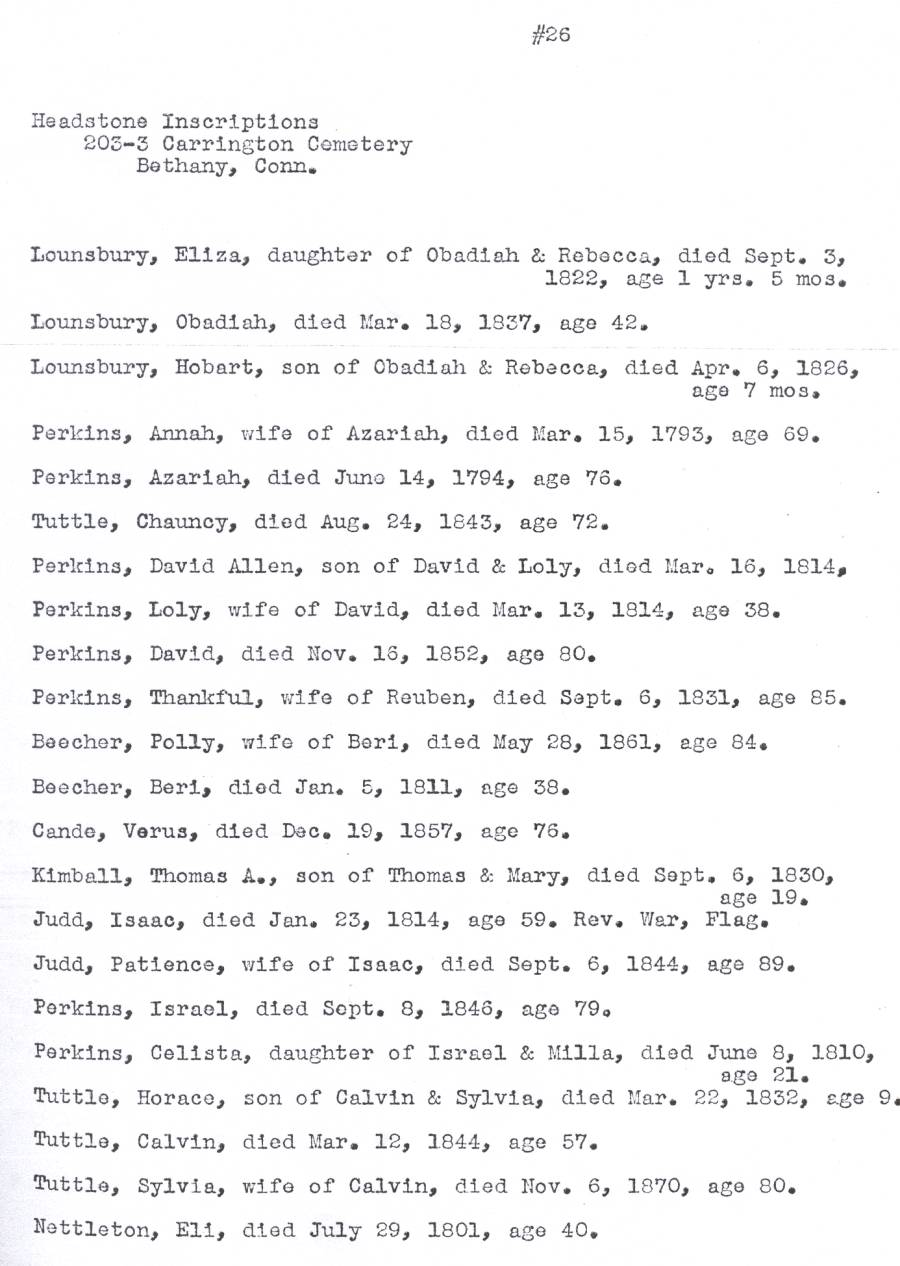 #26
Headstone Inscriptions
203-3 Carrington Cemetery
Bethany, Conn.
Lounsbury, Eliza, daughter of Obadiah & Rebecca, died Sept. 3,
1822, age 1 yrs. 5 mos.
Lounsbury, Obadiah, died Mar. 18, 1837, age 42.
Lounsbury, Hobart, son of Obadiah & Rebecca, died Apr. 6, 1826,
age 7 mos.
Perkins, Annah, wife of Azariah, died Mar. 15, 1793, age 69.
Perkins, Azariah, died June 14, 1794, age 76.
Tuttle, Chauncy, died Aug. 24, 1843, age 72.
Perkins, David Allen, son of David & Loly, died Mar. 16, 1814,
Perkins, Loly, wife of David, died Mar. 13, 1814, age 38.
Perkins, David, died Nov. 16, 1852, age 80.
Perkins, Thankful, wife of Reuben, died Sept. 6, 1831, age 85.
Beecher, Polly, wife of Beri, died May 28, 1861, age 84.
Beecher, Beri, died Jan. 5, 1811, age 38.
Cande, Verus, died Dec. 19, 1857, age 76.
Kimball, Thomas A., son of Thomas & Mary, died Sept. 6, 1830,
age 19.
Judd, Isaac, died Jan. 23, 1814, age 59. Rev. War, Flag.
Judd, Patience, wife of Isaac, died Sept. 6, 1844, age 89.
Perkins, Israel, died Sept. 8, 1846, age 79.
Perkins, Celista, daughter of Israel & Milla, died June 8, 1810,
age 21.
Tuttle, Horace, son of Calvin & Sylvia, died Mar. 22, 1832, age 9.
Tuttle, Calvin, died Mar. 12, 1844, age 57.
Tuttle, Sylvia, wife of Calvin, died Nov. 6, 1870, age 80.
Nettleton, Eli, died July 29, 1801, age 40.